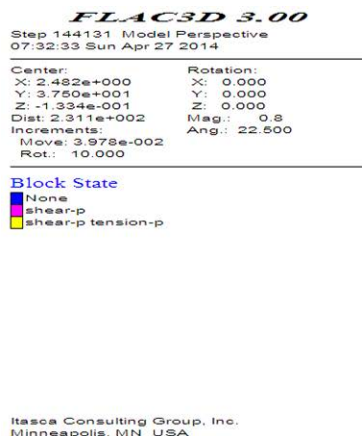 FLAC3D 3.00
Step 144131 Model Perspective
07:32:33 Sun Apr 27 2014
Center:
X: 2.482e+000
Y: 3.750e+001
Z: -1.334e-001
Dist: 2.311e+002
Increments:
Move: 3.978e-002
Rot.: 10.000
Rotation:
X: 0.000
Y: 0.000
Z: 0.000
Mag.: 0.8
Ang.: 22.500
Block State
None
shear-p
shear-p tension-p
Itasca Consulting Group, Inc.
Minneapolis, MN USA